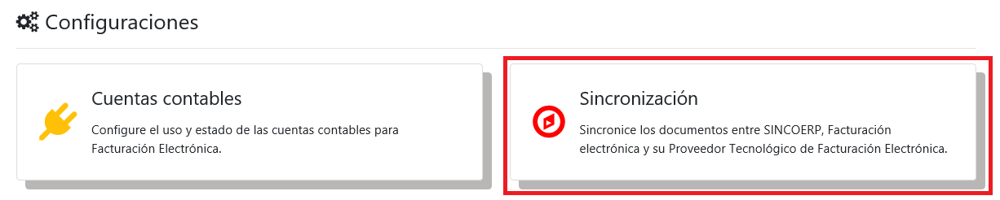 Configuraciones
Cuentas contables
Configure el uso y estado de las cuentas contables para
Facturación Electrónica.
Sincronización
Sincronice los documentos entre SINCOERP, Facturación
electrónica y su Proveedor Tecnológico de Facturación Electrónica.